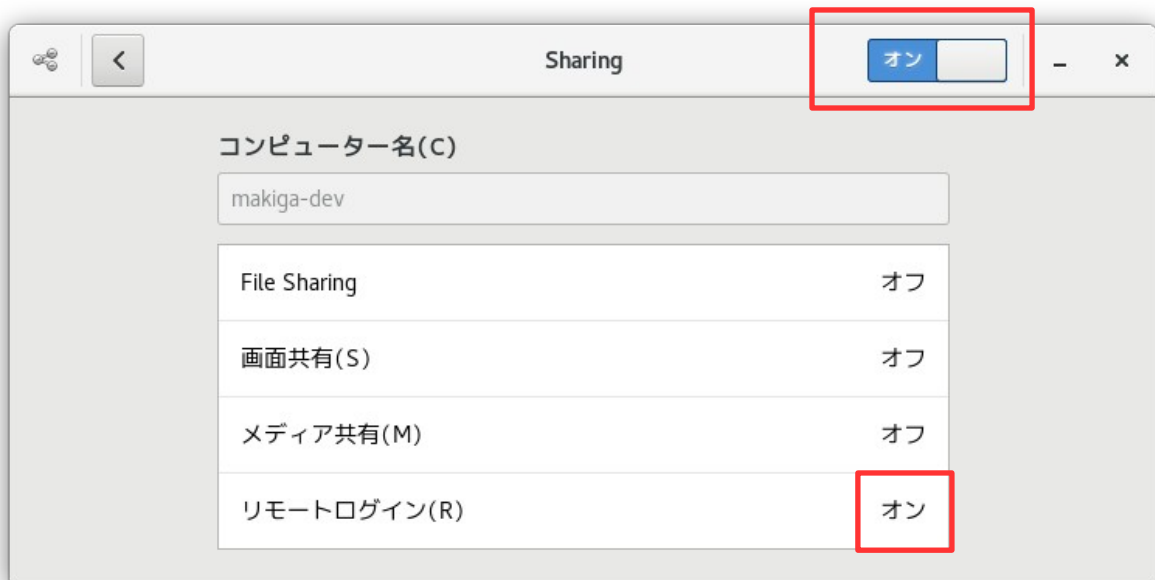 Sharing オン
コンピューター名(C)
makiga-dev
File Sharing オフ
画面共有(S) オフ
メディア共有(M) オフ
リモートログイン(R) オン